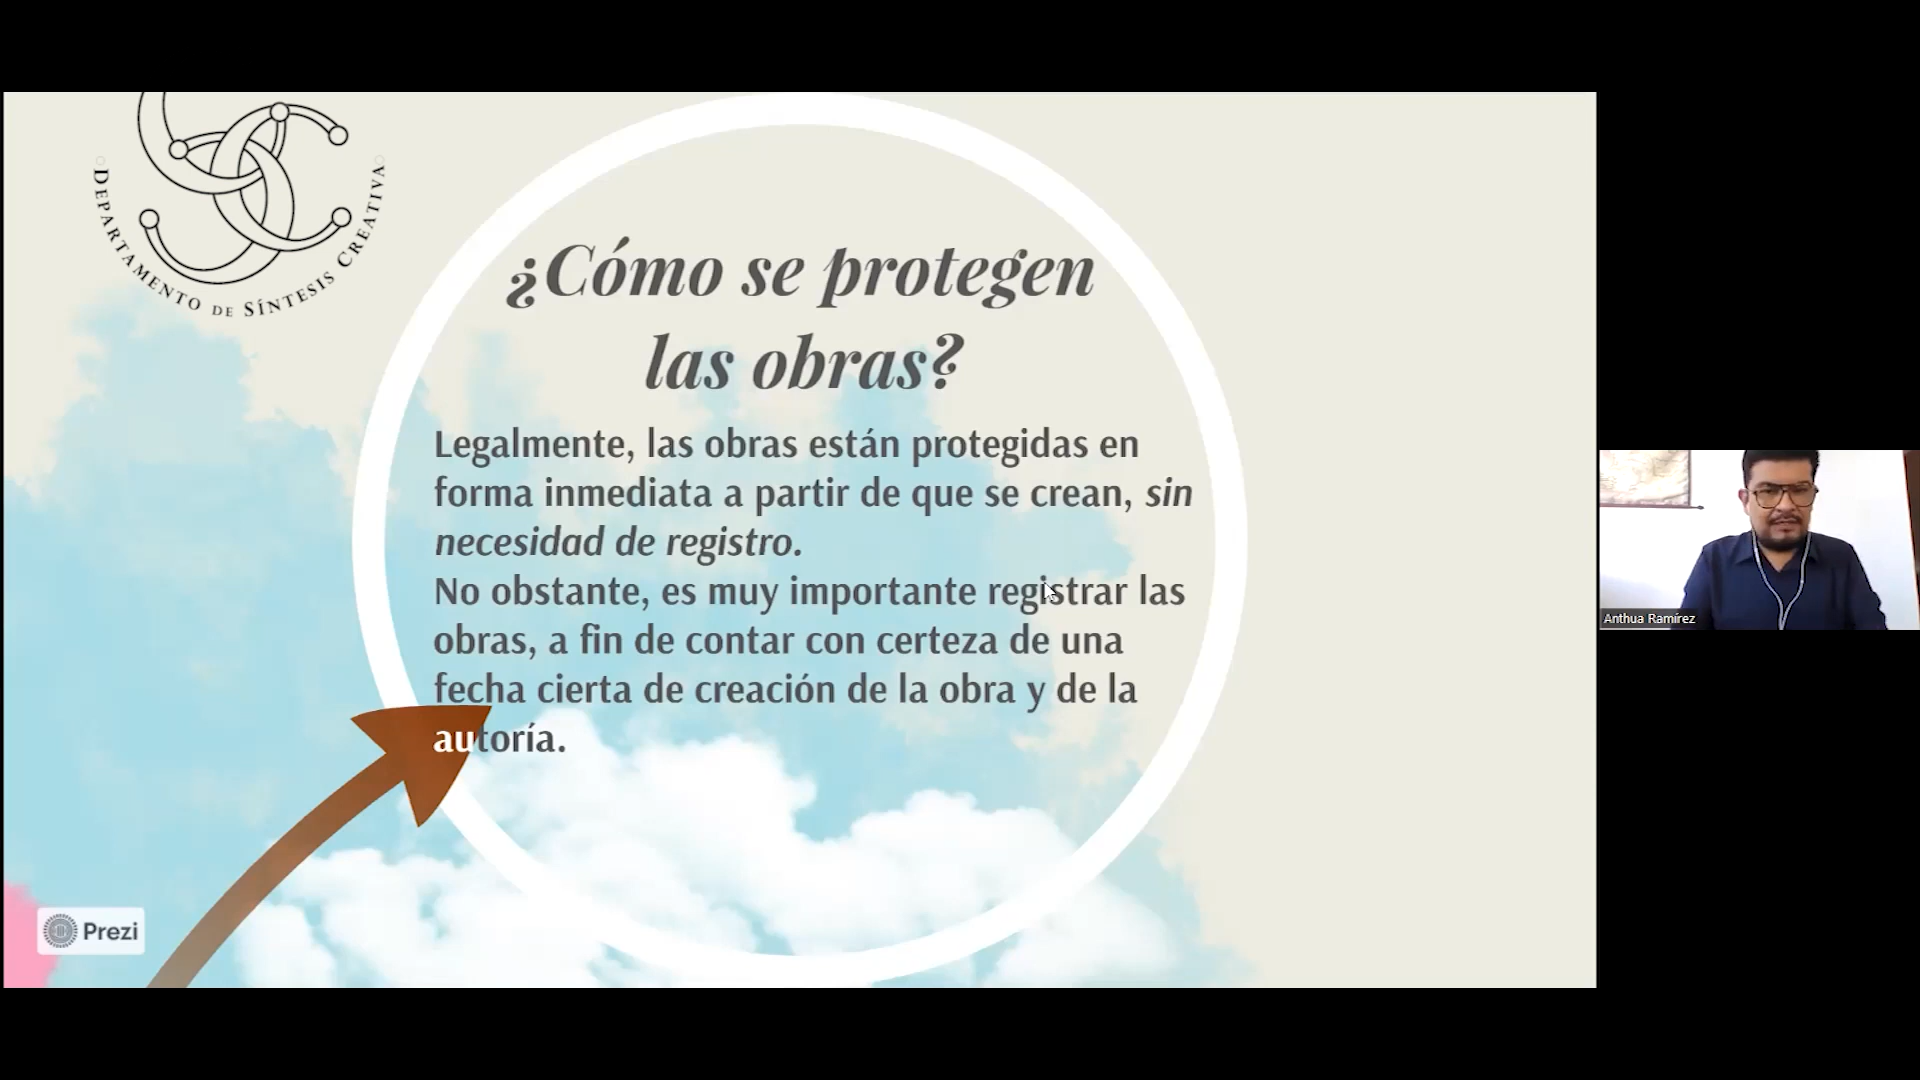 DEPARTAMENTO DE SÍNTESIS CREATIVA
¿Cómo se protegen
las obras?
Legalmente, las obras están protegidas en
forma inmediata a partir de que se crean, sin
necesidad de registro.
No obstante, es muy importante registrar las
obras, a fin de contar con certeza de una
fecha cierta de creación de la obra y de la
autoría.
Prezi
Anthua Ramírez